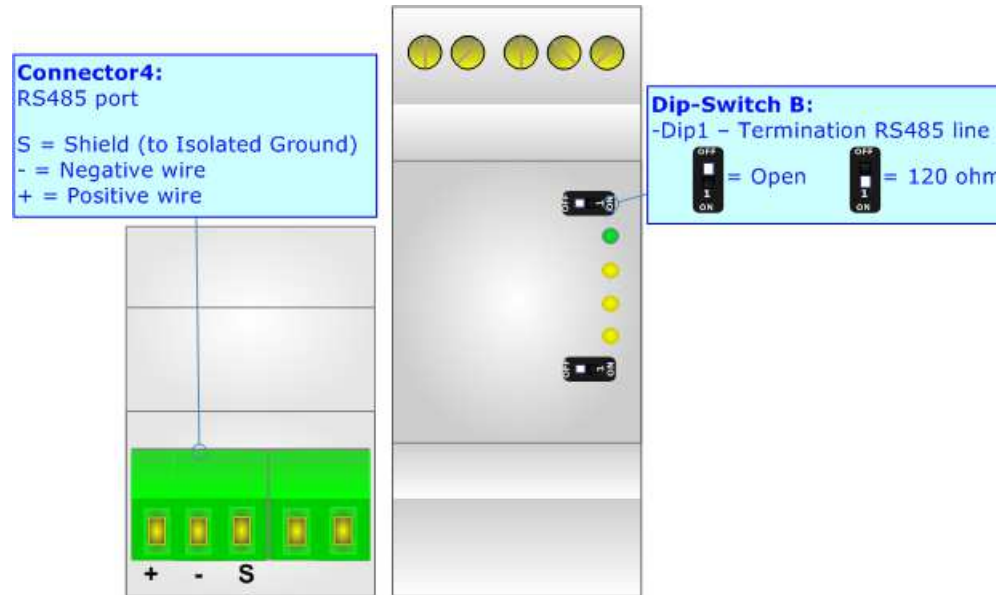 Connector4:
RS485 port
S = Shield (to Isolated Ground)
- = Negative wire
+ = Positive wire
Dip-Switch B:
-Dip1 – Termination RS485 line
OFF
1
ON
= Open
OFF
1
ON
= 120 ohm
OFF 1 ON
OFF 1 ON
+ - S